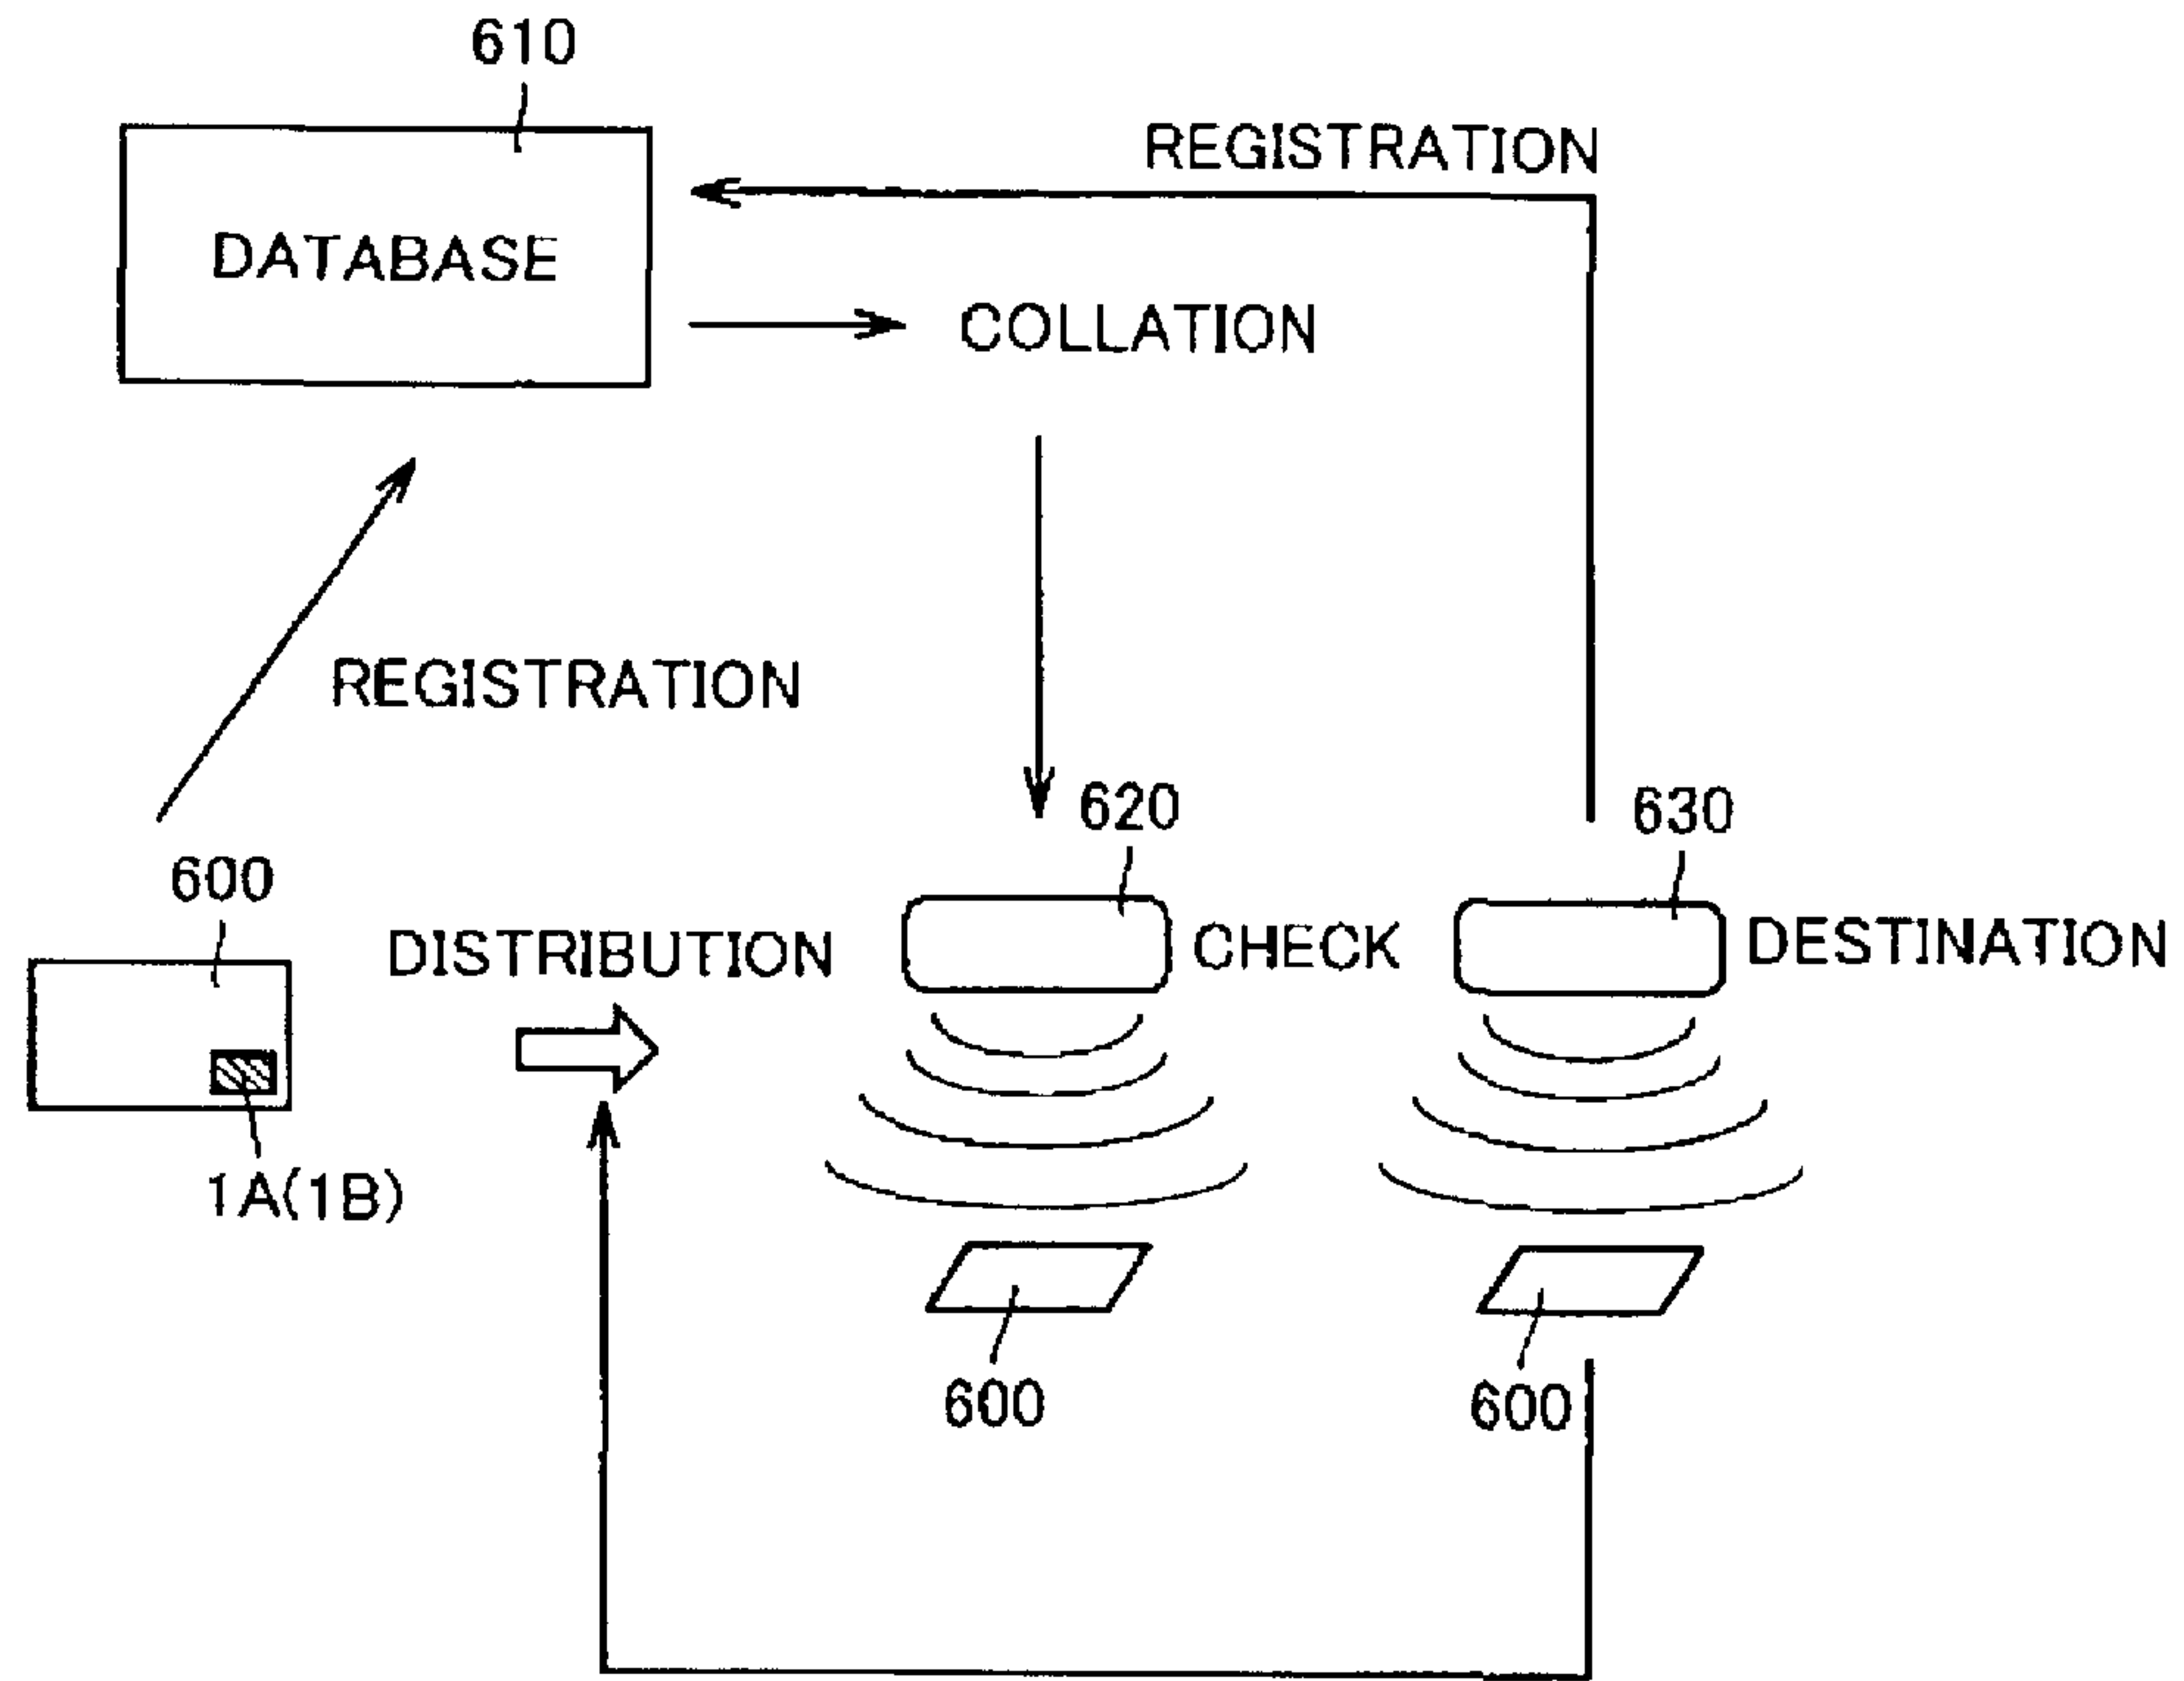 610
REGISTRATION
DATABASE
COLLATION
REGISTRATION
620
630
600
DISTRIBUTION
CHECK
DESTINATION
1A(1B)
600
600